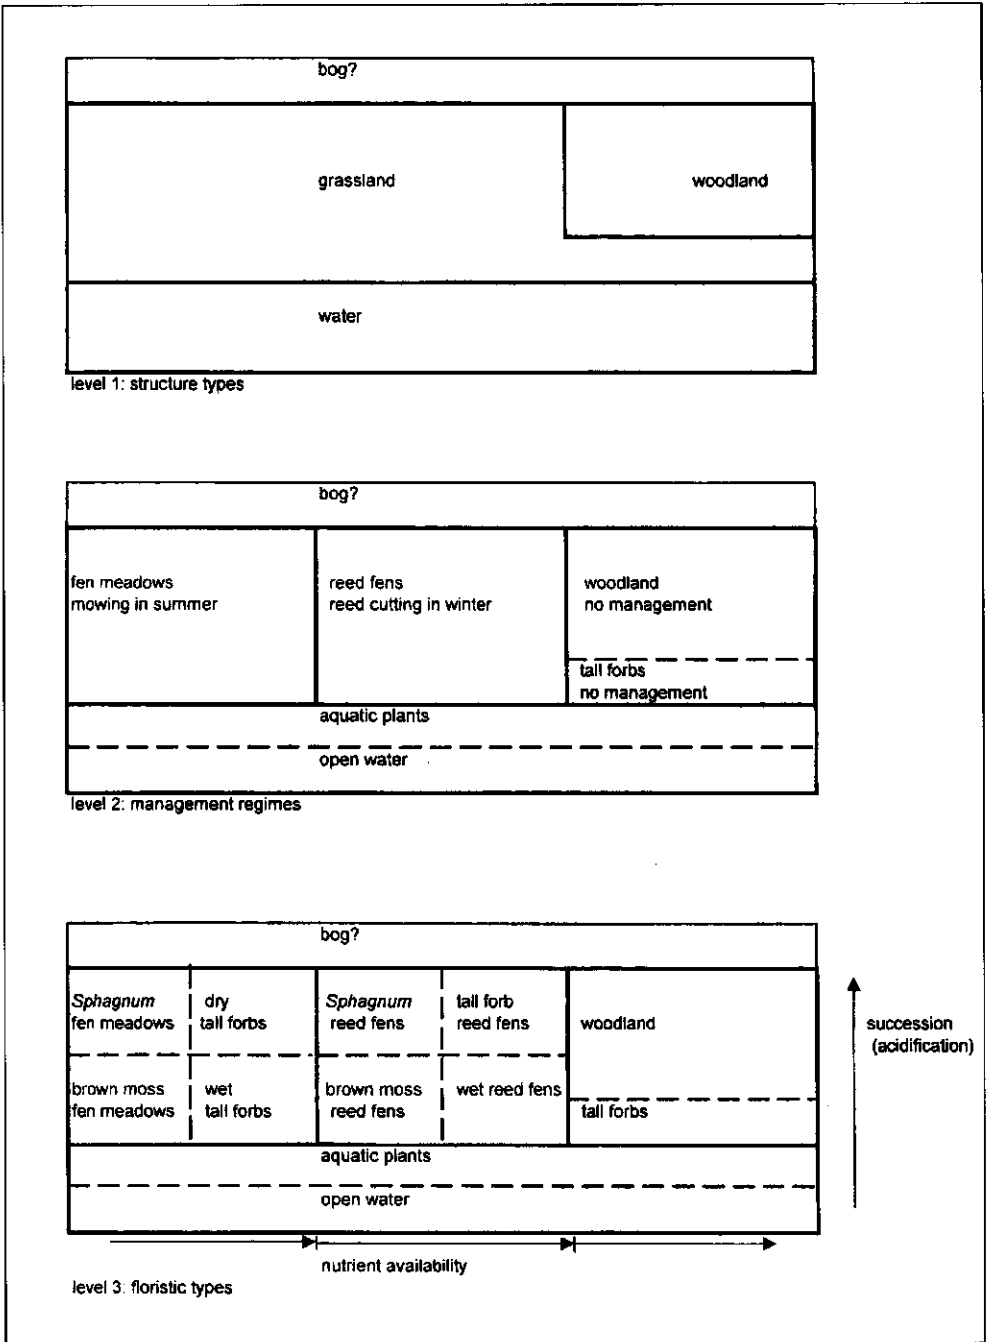 bog?
grassland
woodland
water
level 1: structure types
bog?
fen meadows
mowing in summer
reed fens
reed cutting in winter
woodland
no management
tall forbs
no management
aquatic plants
open water
level 2: management regimes
bog?
Sphagnum
fen meadows
dry
tall forbs
Sphagnum
reed fens
tall forb
reed fens
woodland
succession
(acidification)
brown moss
fen meadows
wet
tall forbs
brown moss
reed fens
wet reed fens
tall forbs
aquatic plants
open water
nutrient availability
level 3: floristic types